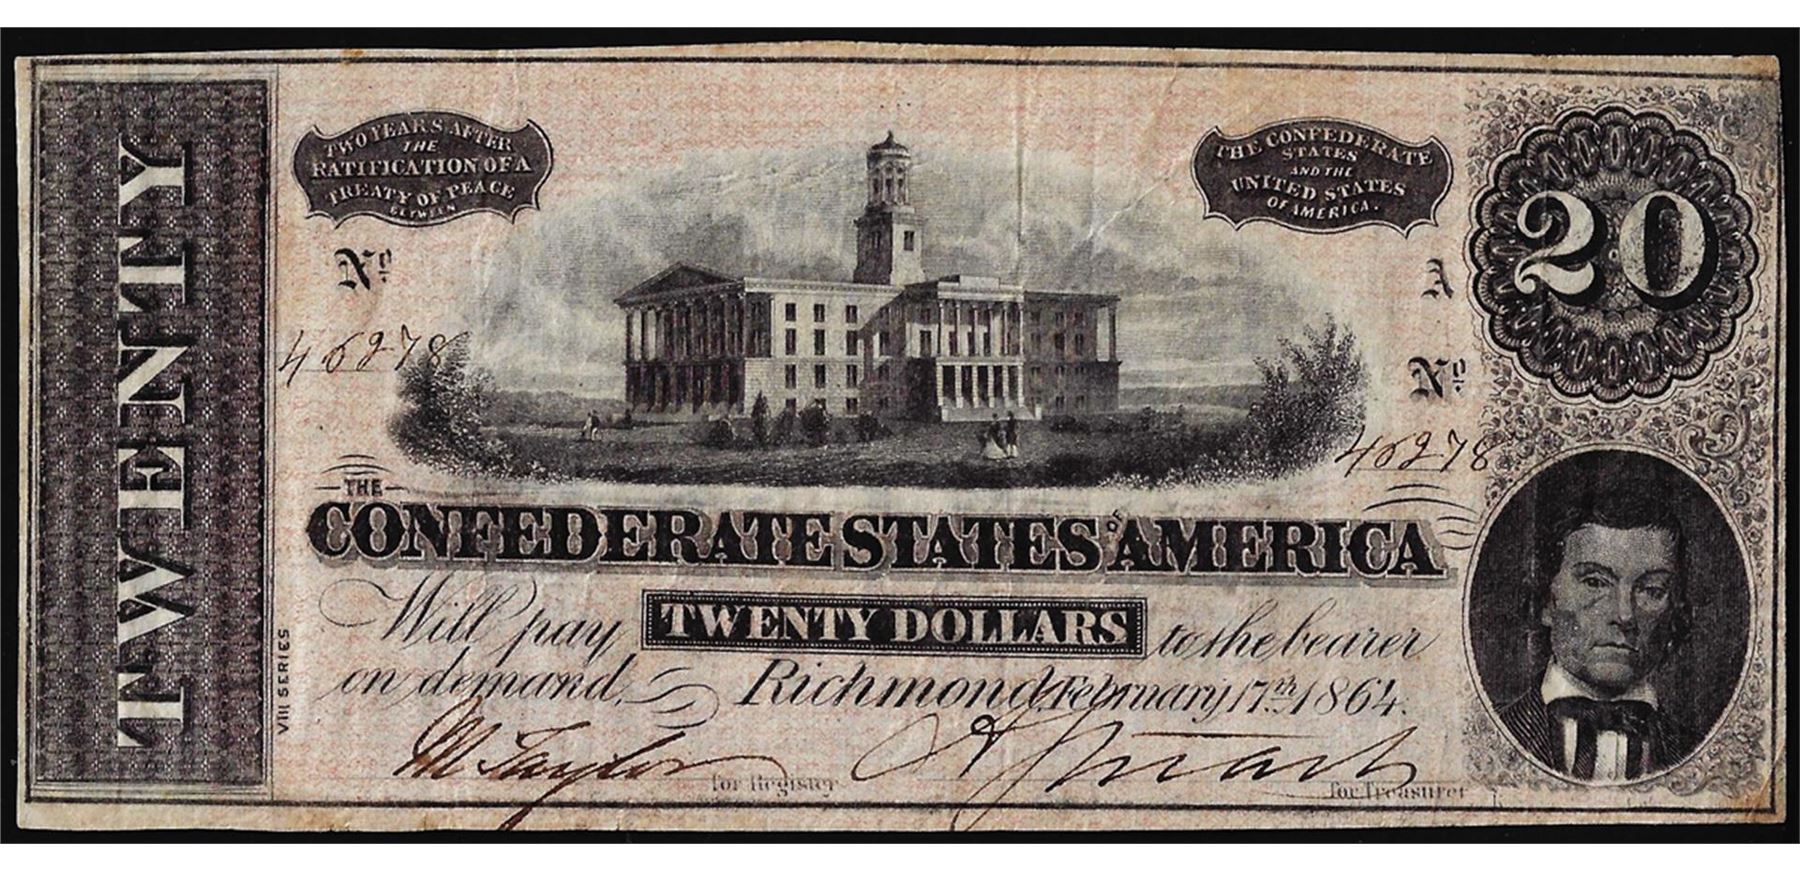 TWENTY
TWO YEARS AFTER
THE
RATIFICATION OF A
TREATY OF PEACE
BETWEEN
THE CONFEDERATE
STATES
AND THE
UNITED STATES
OF AMERICA.
20
No
A
46278
No
46278
THE
CONFEDERATE STATES OF AMERICA
Will pay TWENTY DOLLARS to the bearer
on demand. Richmond, February 17th 1864.
VIII SERIES
M Taylor
for Register
for Treasurer